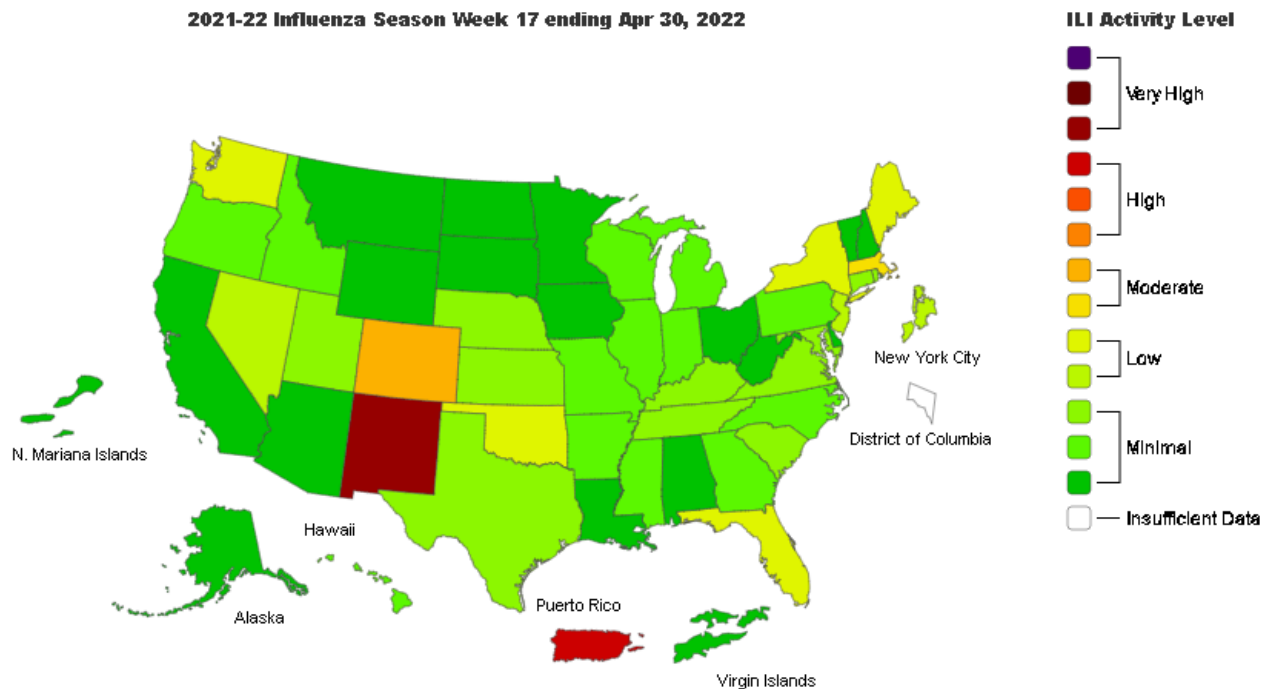 2021-22 Influenza Season Week 17 ending Apr 30, 2022
ILI Activity Level
Very High
High
Moderate
Low
Minimal
Insufficient Data
New York City
District of Columbia
N. Mariana Islands
Hawaii
Alaska
Puerto Rico
Virgin Islands